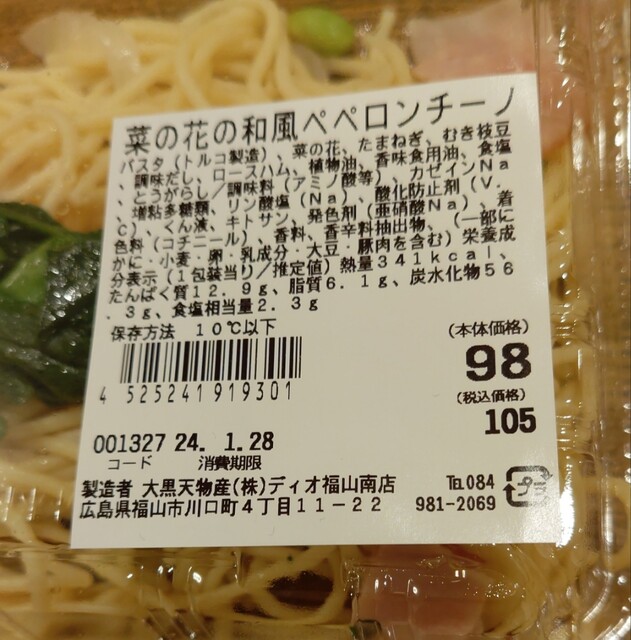 菜の花の和風ペペロンチーノ
パスタ(トルコ製造)、菜の花、たまねぎ、むき枝豆
、調味だし、ロースハム、植物油、香味食用油、食塩
、とうがらし/調味料(アミノ酸等)、カゼインNa
、増粘多糖類、リン酸塩(Na)、酸化防止剤(V.
C)、くん液、キトサン、発色剤(亜硝酸Na)、着
色料(コチニール)、香料、香辛料抽出物、(一部に
かに・小麦・卵・乳成分・大豆・豚肉を含む)栄養成
分表示(1包装当り/推定値)熱量341kcal、
たんぱく質12.9g、脂質6.1g、炭水化物56
.3g、食塩相当量2.3g
保存方法 10℃以下
(本体価格)
98
4 525241 919301
(税込価格)
105
001327 24. 1.28
コード 消費期限
製造者 大黒天物産(株)ディオ福山南店 TEL084
広島県福山市川口町4丁目11-22 981-2069
プラ